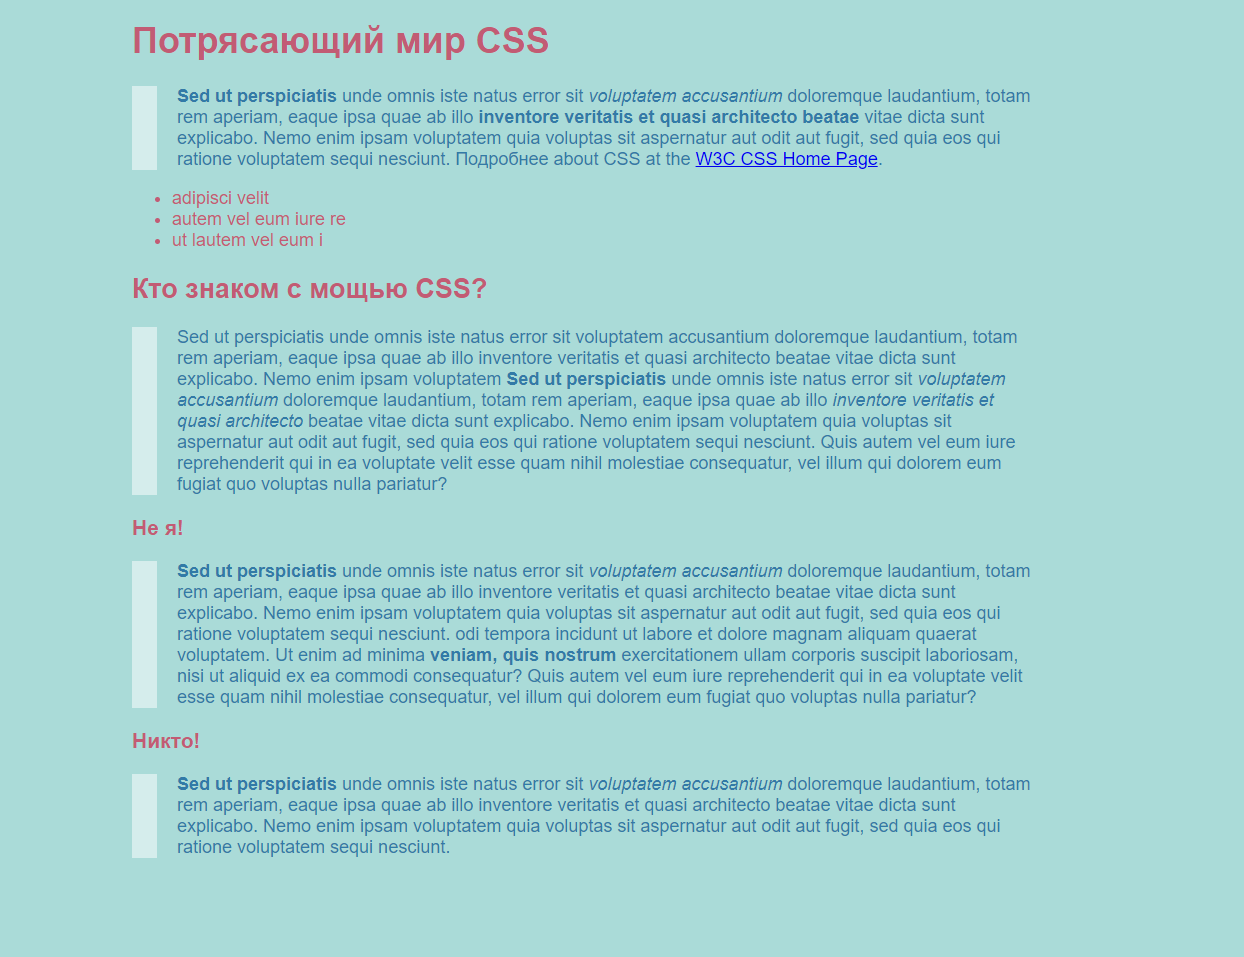 Потрясающий мир CSS
Sed ut perspiciatis unde omnis iste natus error sit voluptatem accusantium doloremque laudantium, totam
rem aperiam, eaque ipsa quae ab illo inventore veritatis et quasi architecto beatae vitae dicta sunt
explicabo. Nemo enim ipsam voluptatem quia voluptas sit aspernatur aut odit aut fugit, sed quia eos qui
ratione voluptatem sequi nesciunt. Подробнее about CSS at the W3C CSS Home Page.
• adipisci velit
• autem vel eum iure re
• ut lautem vel eum i
Кто знаком с мощью CSS?
Sed ut perspiciatis unde omnis iste natus error sit voluptatem accusantium doloremque laudantium, totam
rem aperiam, eaque ipsa quae ab illo inventore veritatis et quasi architecto beatae vitae dicta sunt
explicabo. Nemo enim ipsam voluptatem Sed ut perspiciatis unde omnis iste natus error sit voluptatem
accusantium doloremque laudantium, totam rem aperiam, eaque ipsa quae ab illo inventore veritatis et
quasi architecto beatae vitae dicta sunt explicabo. Nemo enim ipsam voluptatem quia voluptas sit
aspernatur aut odit aut fugit, sed quia eos qui ratione voluptatem sequi nesciunt. Quis autem vel eum iure
reprehenderit qui in ea voluptate velit esse quam nihil molestiae consequatur, vel illum qui dolorem eum
fugiat quo voluptas nulla pariatur?
Не я!
Sed ut perspiciatis unde omnis iste natus error sit voluptatem accusantium doloremque laudantium, totam
rem aperiam, eaque ipsa quae ab illo inventore veritatis et quasi architecto beatae vitae dicta sunt
explicabo. Nemo enim ipsam voluptatem quia voluptas sit aspernatur aut odit aut fugit, sed quia eos qui
ratione voluptatem sequi nesciunt. odi tempora incidunt ut labore et dolore magnam aliquam quaerat
voluptatem. Ut enim ad minima veniam, quis nostrum exercitationem ullam corporis suscipit laboriosam,
nisi ut aliquid ex ea commodi consequatur? Quis autem vel eum iure reprehenderit qui in ea voluptate velit
esse quam nihil molestiae consequatur, vel illum qui dolorem eum fugiat quo voluptas nulla pariatur?
Никто!
Sed ut perspiciatis unde omnis iste natus error sit voluptatem accusantium doloremque laudantium, totam
rem aperiam, eaque ipsa quae ab illo inventore veritatis et quasi architecto beatae vitae dicta sunt
explicabo. Nemo enim ipsam voluptatem quia voluptas sit aspernatur aut odit aut fugit, sed quia eos qui
ratione voluptatem sequi nesciunt.